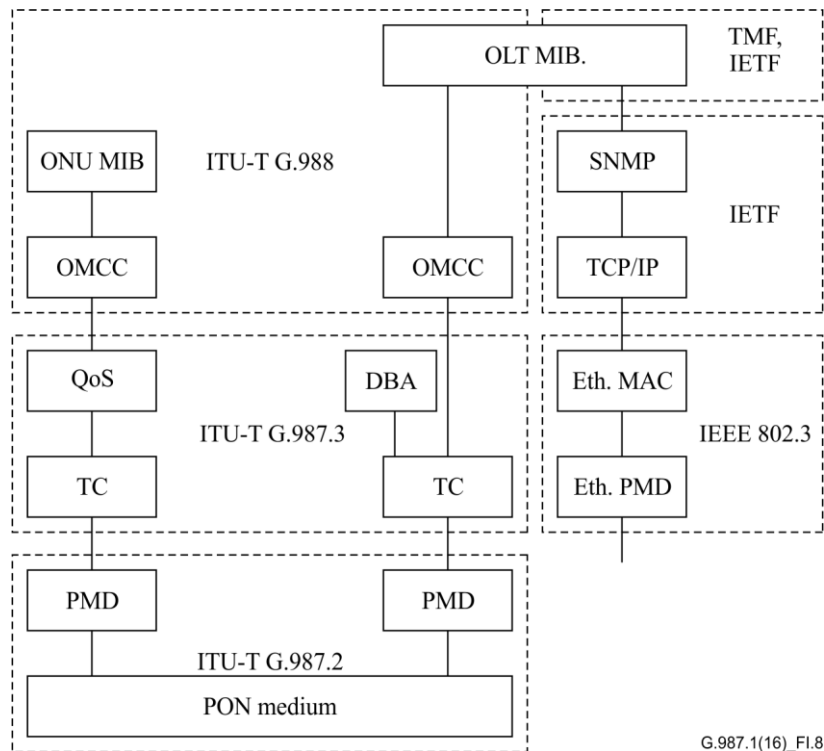 OLT MIB.
TMF,
IETF
ONU MIB
ITU-T G.988
SNMP
IETF
OMCC
OMCC
TCP/IP
QoS
DBA
Eth. MAC
ITU-T G.987.3
IEEE 802.3
TC
TC
Eth. PMD
PMD
PMD
ITU-T G.987.2
PON medium
G.987.1(16)_FI.8